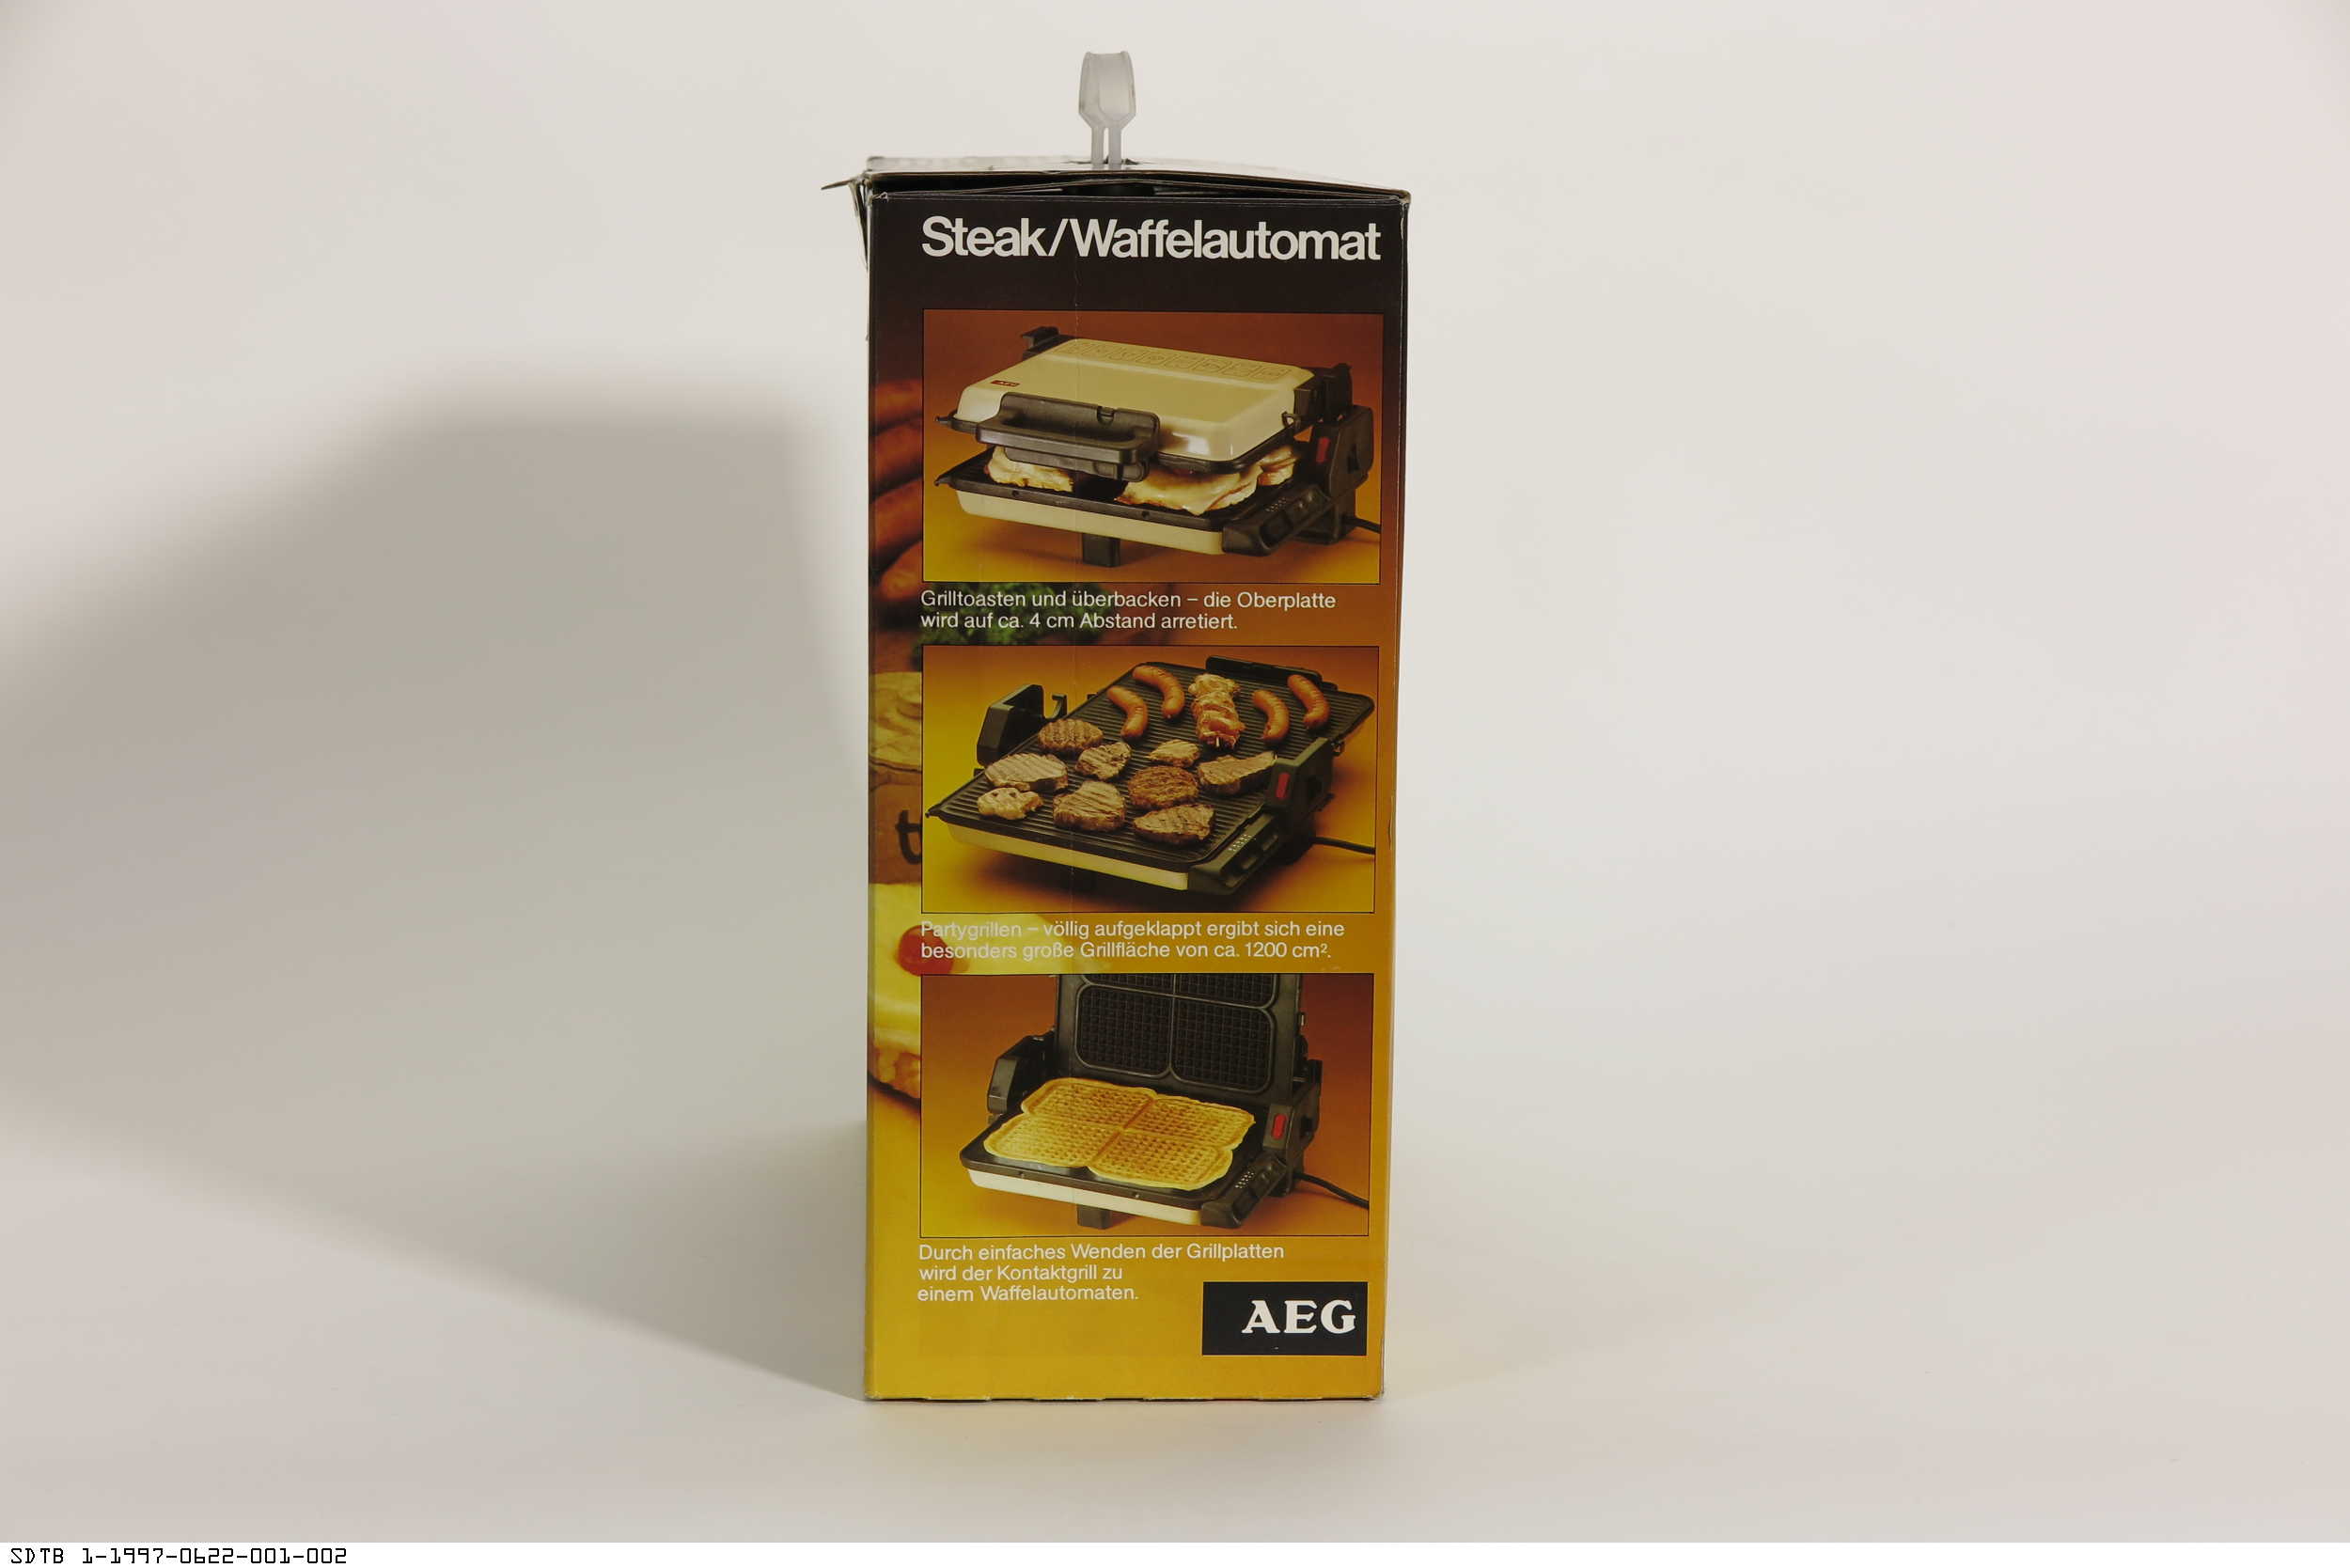 Steak/Waffelautomat
AEG
Grilltoasten und überbacken – die Oberplatte
wird auf ca. 4 cm Abstand arretiert.
Partygrillen – völlig aufgeklappt ergibt sich eine
besonders große Grillfläche von ca. 1200 cm².
Durch einfaches Wenden der Grillplatten
wird der Kontaktgrill zu
einem Waffelautomaten.
AEG
SDTB 1-1997-0622-001-002